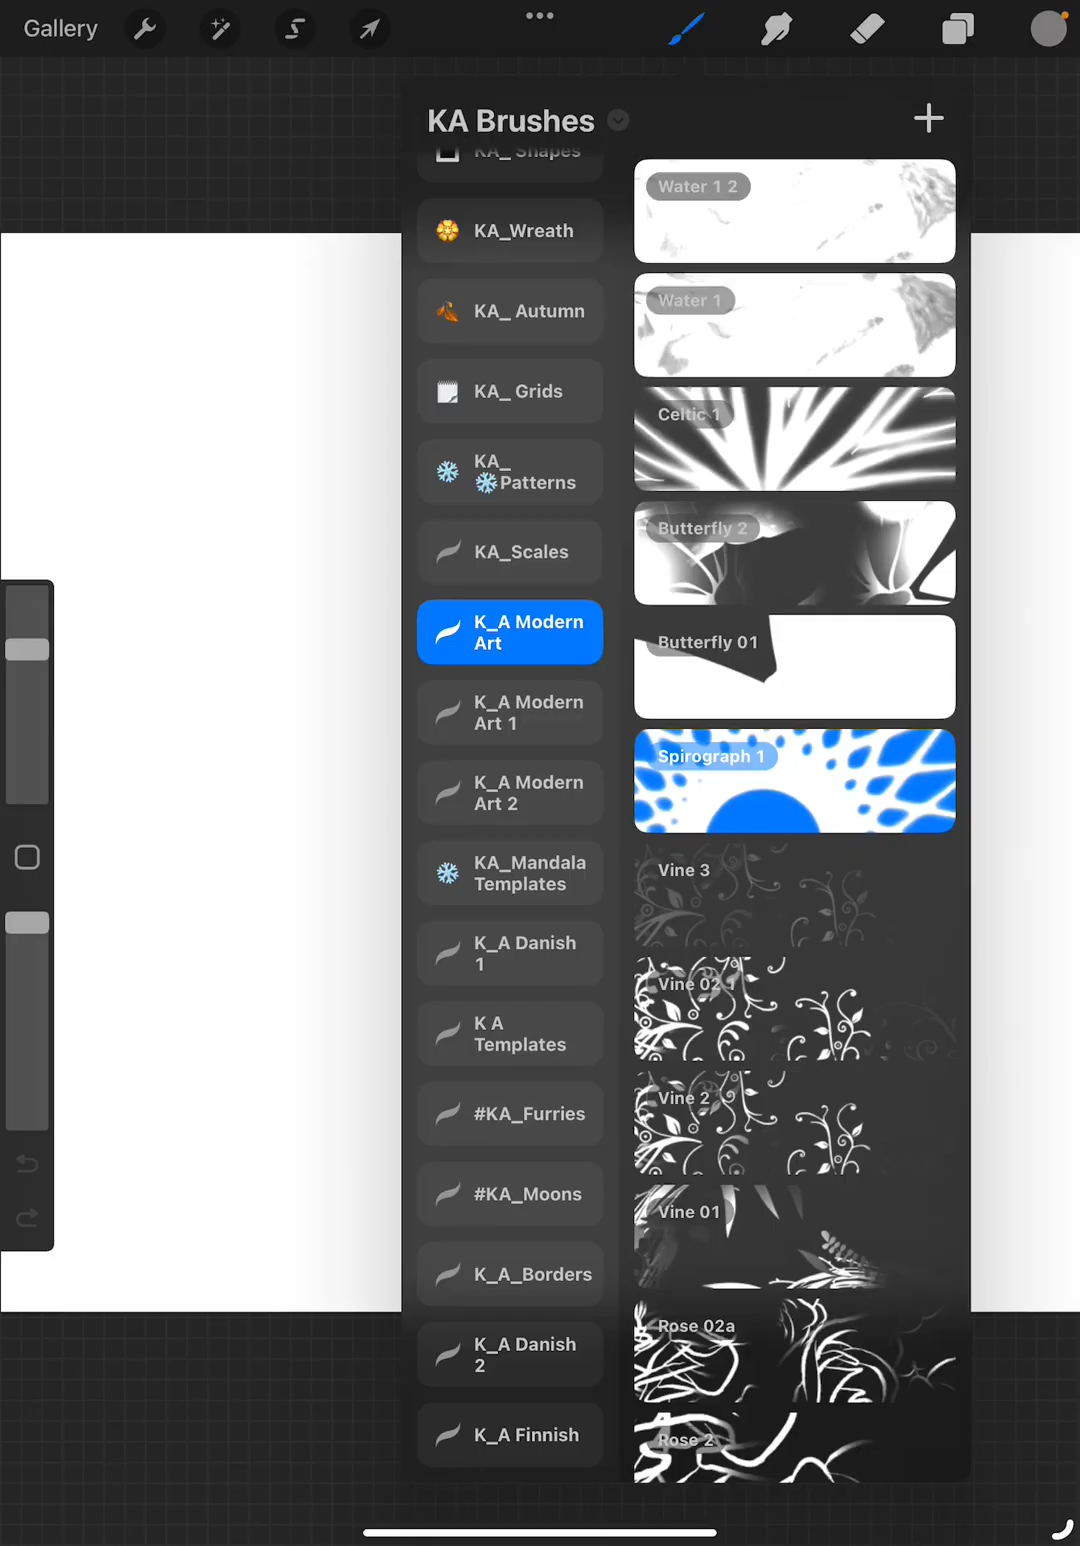 Gallery
KA Brushes
KA_ Shapes
KA_Wreath
KA_ Autumn
KA_ Grids
KA_
❄️Patterns
KA_Scales
K_A Modern
Art
K_A Modern
Art 1
K_A Modern
Art 2
KA_Mandala
Templates
K_A Danish
1
K A
Templates
#KA_Furries
#KA_Moons
K_A_Borders
K_A Danish
2
K_A Finnish
Water 1 2
Water 1
Celtic 1
Butterfly 2
Butterfly 01
Spirograph 1
Vine 3
Vine 02 1
Vine 2
Vine 01
Rose 02a
Rose 2